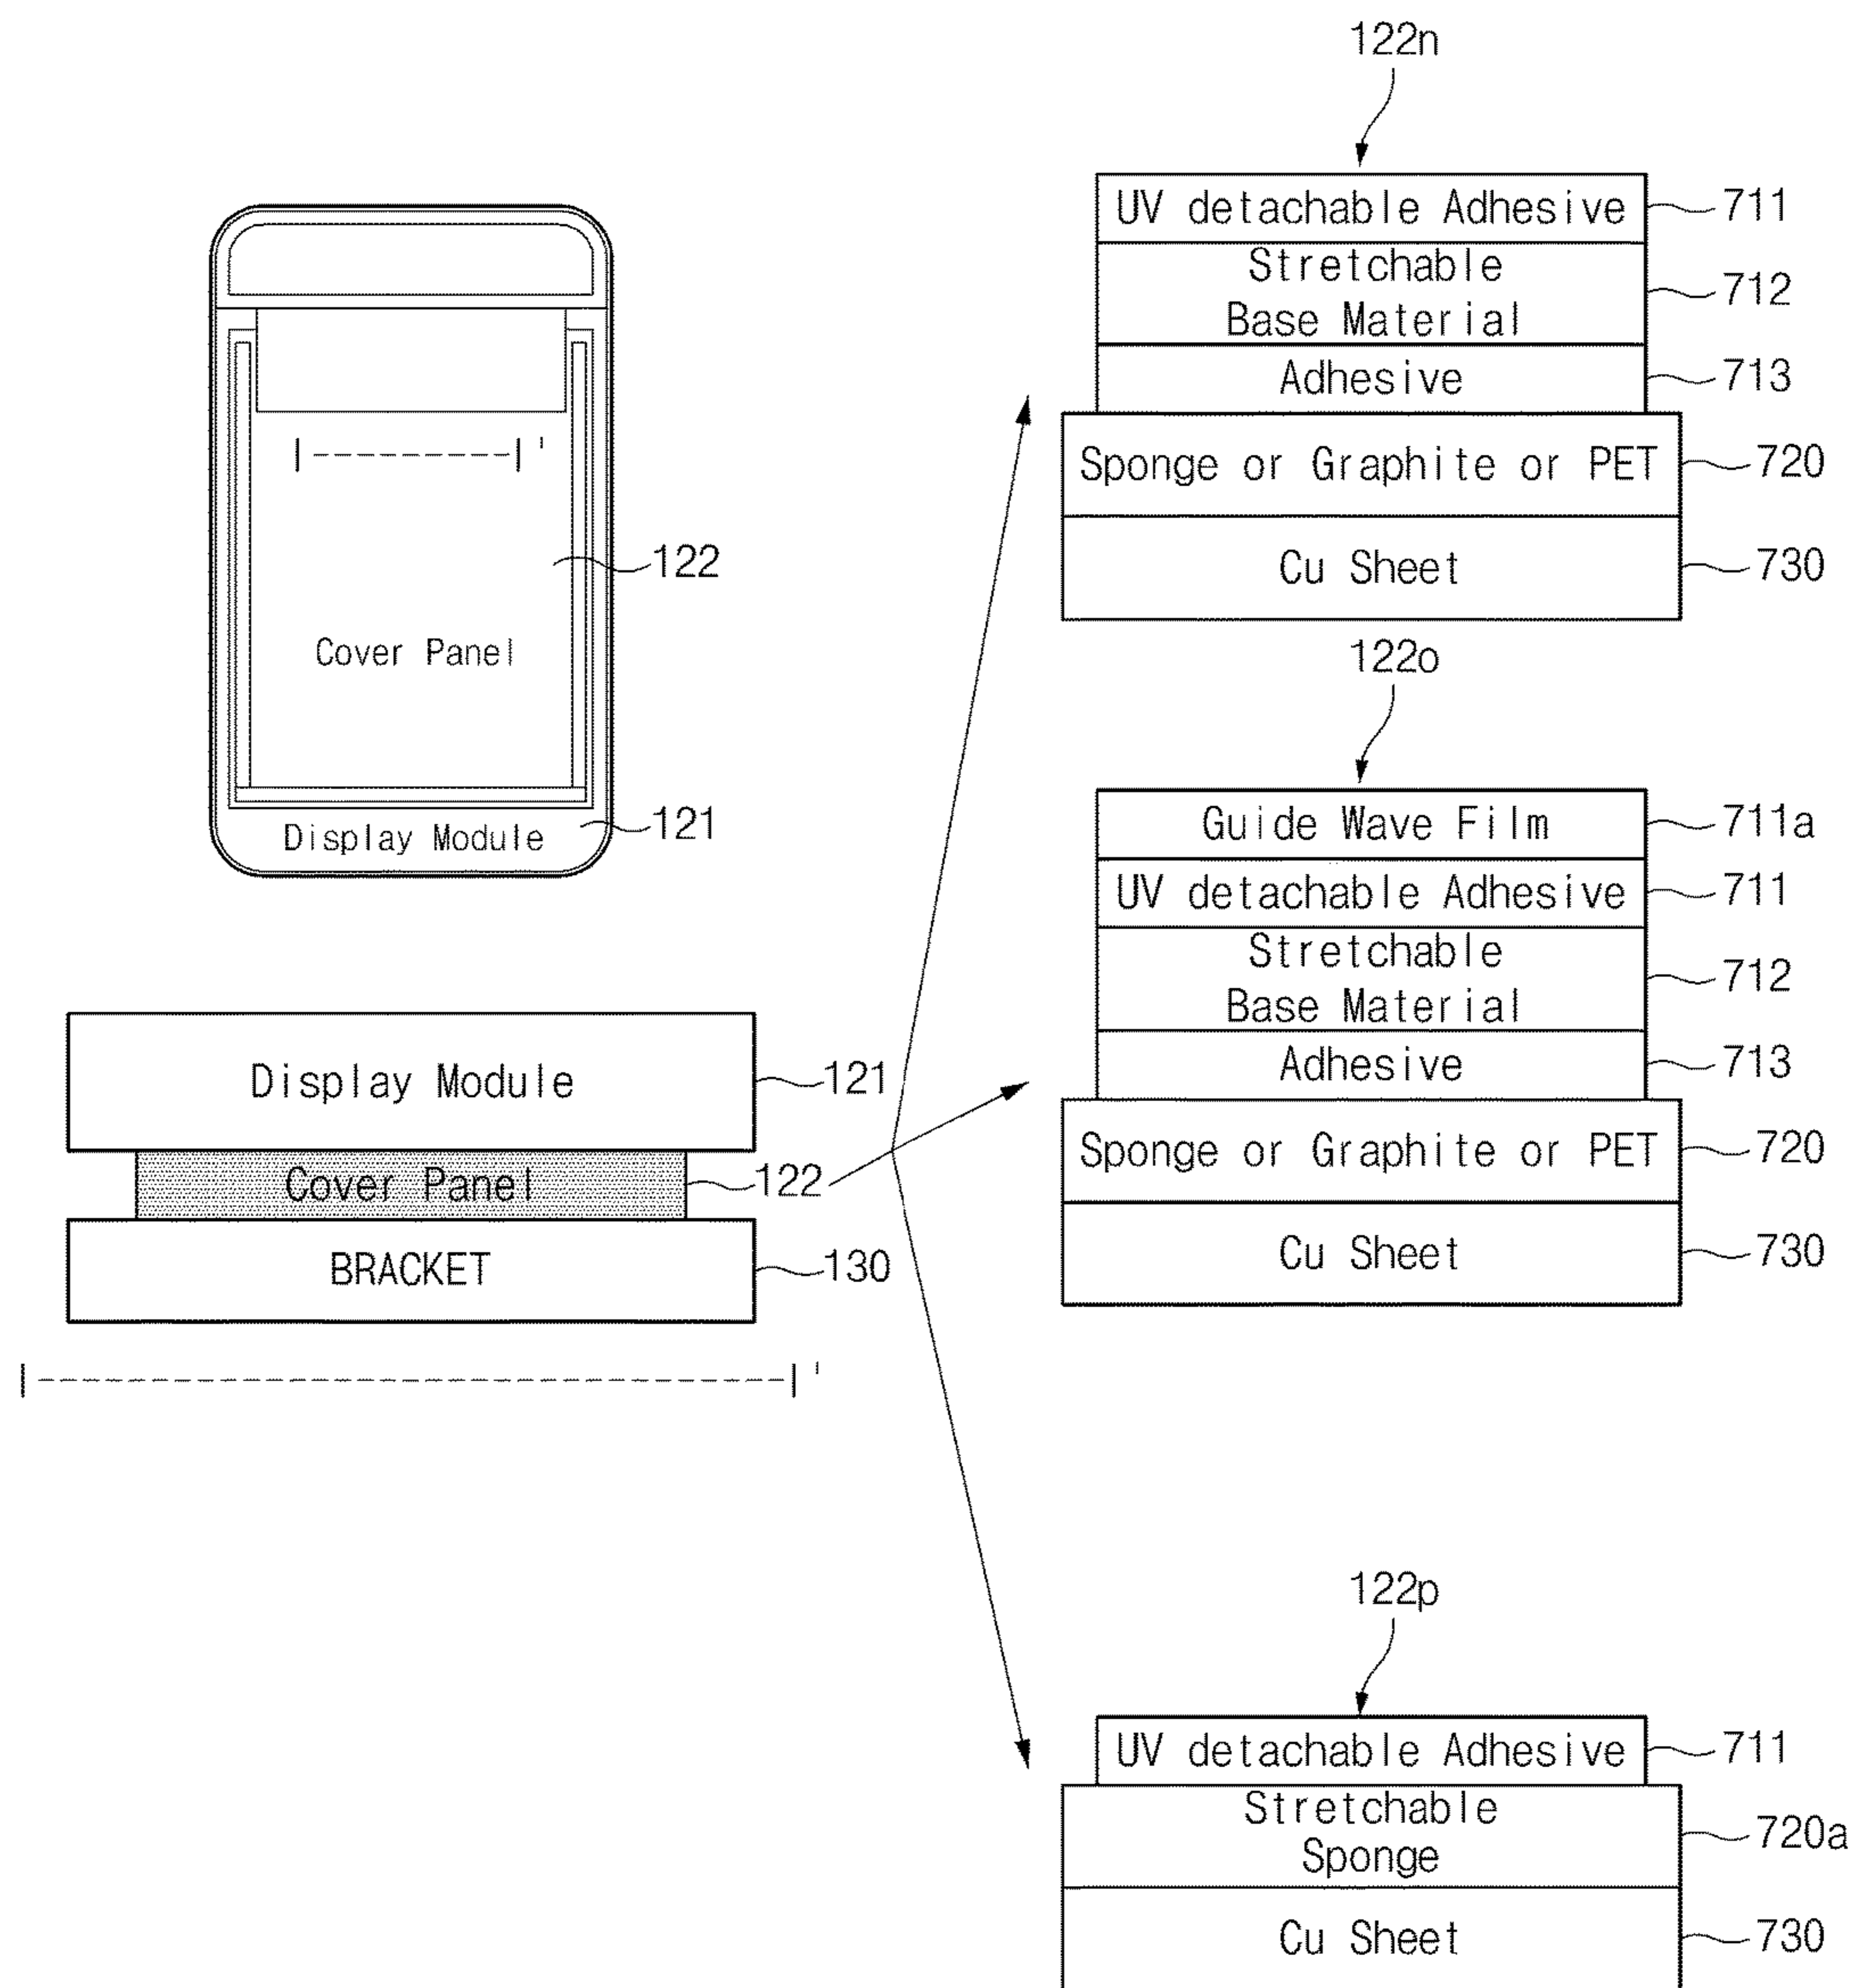 122n
UV detachable Adhesive
711
Stretchable
Base Material
712
Adhesive
713
Sponge or Graphite or PET
720
Cu Sheet
730
I I'
122
Cover Panel
Display Module
121
122o
Guide Wave Film
711a
UV detachable Adhesive
711
Stretchable
Base Material
712
Adhesive
713
Sponge or Graphite or PET
720
Cu Sheet
730
Display Module
121
Cover Panel
122
BRACKET
130
I I'
122p
UV detachable Adhesive
711
Stretchable
Sponge
720a
Cu Sheet
730